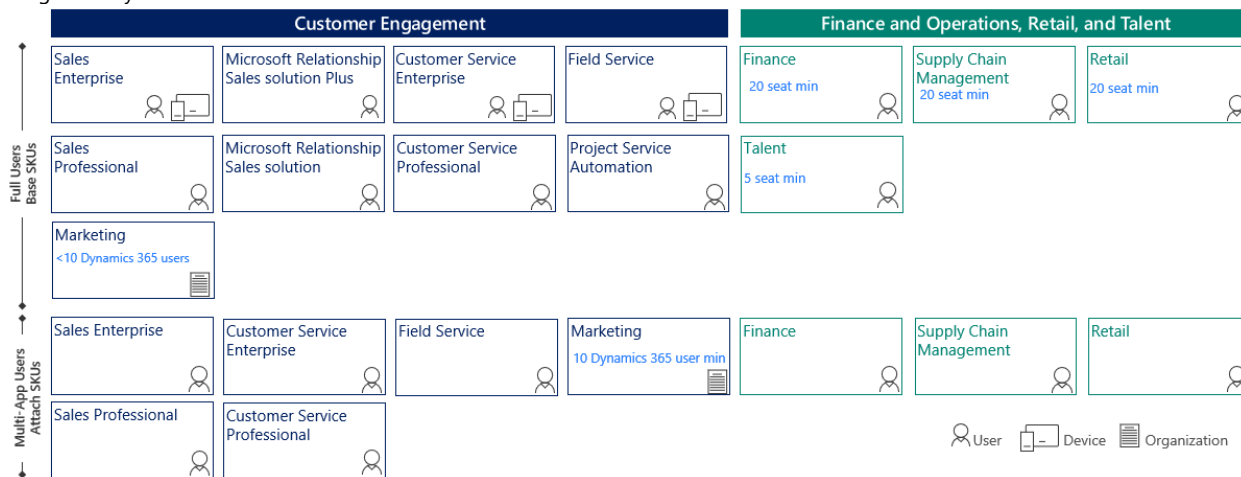 Customer Engagement
Finance and Operations, Retail, and Talent
Full Users
Base SKUs
Sales
Enterprise
Microsoft Relationship
Sales solution Plus
Customer Service
Enterprise
Field Service
Finance
20 seat min
Supply Chain
Management
20 seat min
Retail
20 seat min
Sales
Professional
Microsoft Relationship
Sales solution
Customer Service
Professional
Project Service
Automation
Talent
5 seat min
Marketing
<10 Dynamics 365 users
Multi-App Users
Attach SKUs
Sales Enterprise
Customer Service
Enterprise
Field Service
Marketing
10 Dynamics 365 user min
Finance
Supply Chain
Management
Retail
Sales Professional
Customer Service
Professional
User
Device
Organization